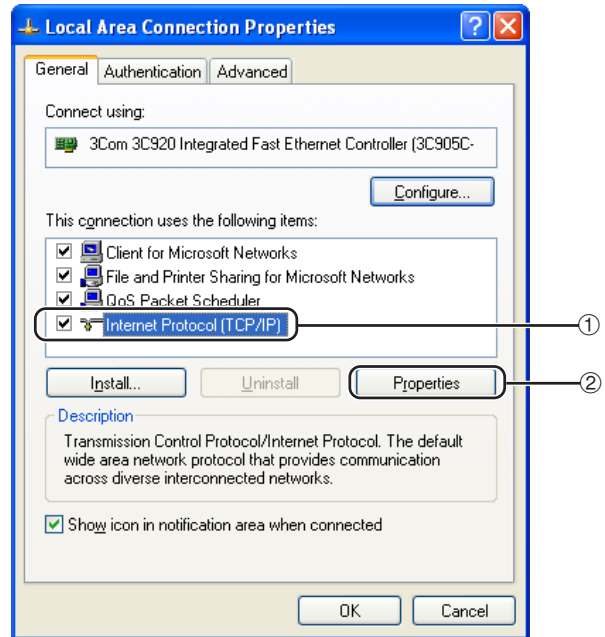 Local Area Connection Properties
General Authentication Advanced
Connect using:
3Com 3C920 Integrated Fast Ethernet Controller (3C905C-
Configure...
This connection uses the following items:
Client for Microsoft Networks
File and Printer Sharing for Microsoft Networks
QoS Packet Scheduler
Internet Protocol (TCP/IP)
①
Install... Uninstall Properties
②
Description
Transmission Control Protocol/Internet Protocol. The default
wide area network protocol that provides communication
across diverse interconnected networks.
Show icon in notification area when connected
OK Cancel